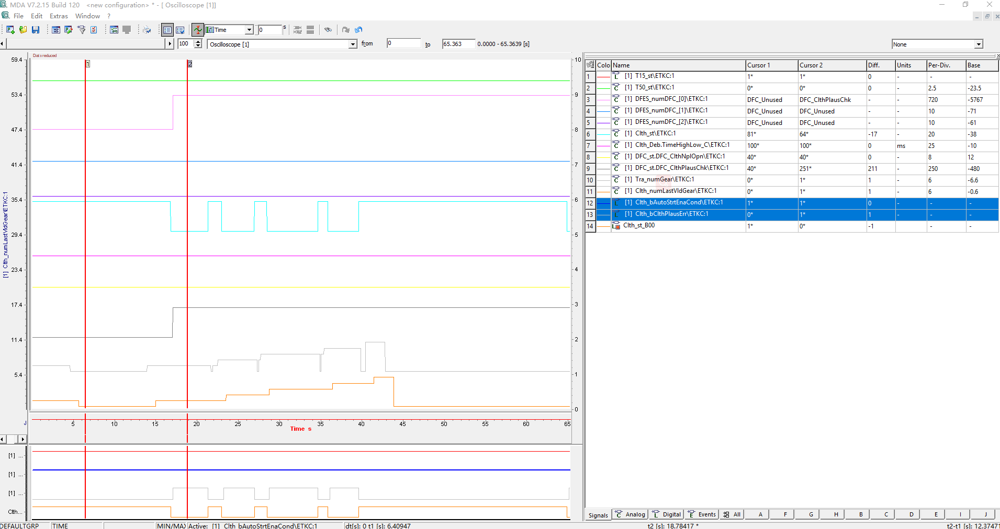 MDA V7.2.15 Build 120 <new configuration> * - [ Oscilloscope [1]]
File Edit Extras Window ?
Time 0 s
100 Oscilloscope [1] from 0 to 65.363 0.0000 - 65.3639 [s] None
Data reduced
59.4
53.4
47.4
41.4
35.4
29.4
23.4
17.4
11.4
5.4
[1] Clth_numLastVldGear\ETKC:1
1 2
10
9
8
7
6
5
4
3
2
1
0
J 5 10 15 20 25 30 35 40 45 50 55 60 65
Time s
[1] ...
[1] ...
[1] ...
Clth...
Colo Name Cursor 1 Cursor 2 Diff. Units Per-Div. Base
1 [1] T15_st\ETKC:1 1* 1* 0 - - -
2 [1] T50_st\ETKC:1 0* 0* 0 - 2.5 -23.5
3 [1] DFES_numDFC_[0]\ETKC:1 DFC_Unused DFC_ClthPlausChk - - 720 -5767
4 [1] DFES_numDFC_[1]\ETKC:1 DFC_Unused DFC_Unused - - 10 -71
5 [1] DFES_numDFC_[2]\ETKC:1 DFC_Unused DFC_Unused - - 10 -61
6 [1] Clth_st\ETKC:1 81* 64* -17 - 20 -38
7 [1] Clth_Deb.TimeHighLow_C\ETKC:1 100* 100* 0 ms 25 -10
8 [1] DFC_st.DFC_ClthNplOpn\ETKC:1 40* 40* 0 - 8 12
9 [1] DFC_st.DFC_ClthPlausChk\ETKC:1 40* 251* 211 - 250 -480
10 [1] Tra_numGear\ETKC:1 0* 1* 1 - 6 -6.6
11 [1] Clth_numLastVldGear\ETKC:1 0* 1* 1 - 6 -0.6
12 [1] Clth_bAutoStrtEnaCond\ETKC:1 1* 1* 0 - - -
13 [1] Clth_bClthPlausErr\ETKC:1 0* 1* 1 - - -
14 Clth_st_B00 1* 0* -1 - -
Signals Analog Digital Events All A F G H B C D E I J
DEFAULTGRP TIME MIN/MAX Active: [1] Clth_bAutoStrtEnaCond\ETKC:1 dt[s]: 0 t1 [s]: 6.40947 t2 [s]: 18.78417 * t2-t1 [s]: 12.37471